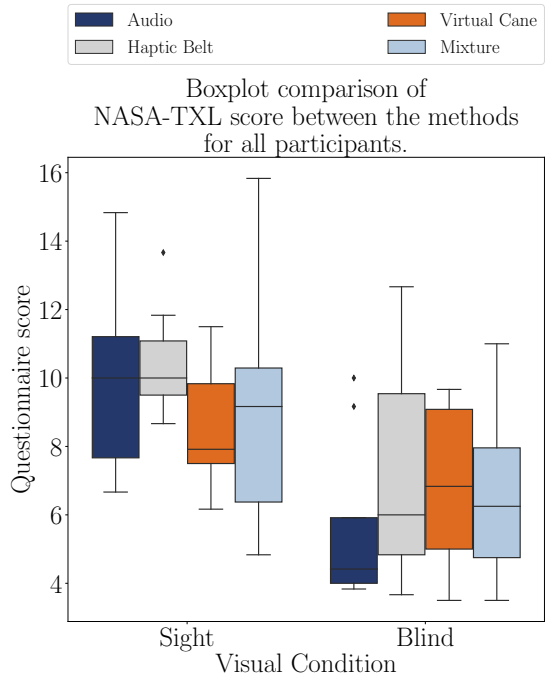 Audio
Haptic Belt
Virtual Cane
Mixture
Boxplot comparison of
NASA-TXL score between the methods
for all participants.
Questionnaire score
16
14
12
10
8
6
4
Sight
Blind
Visual Condition